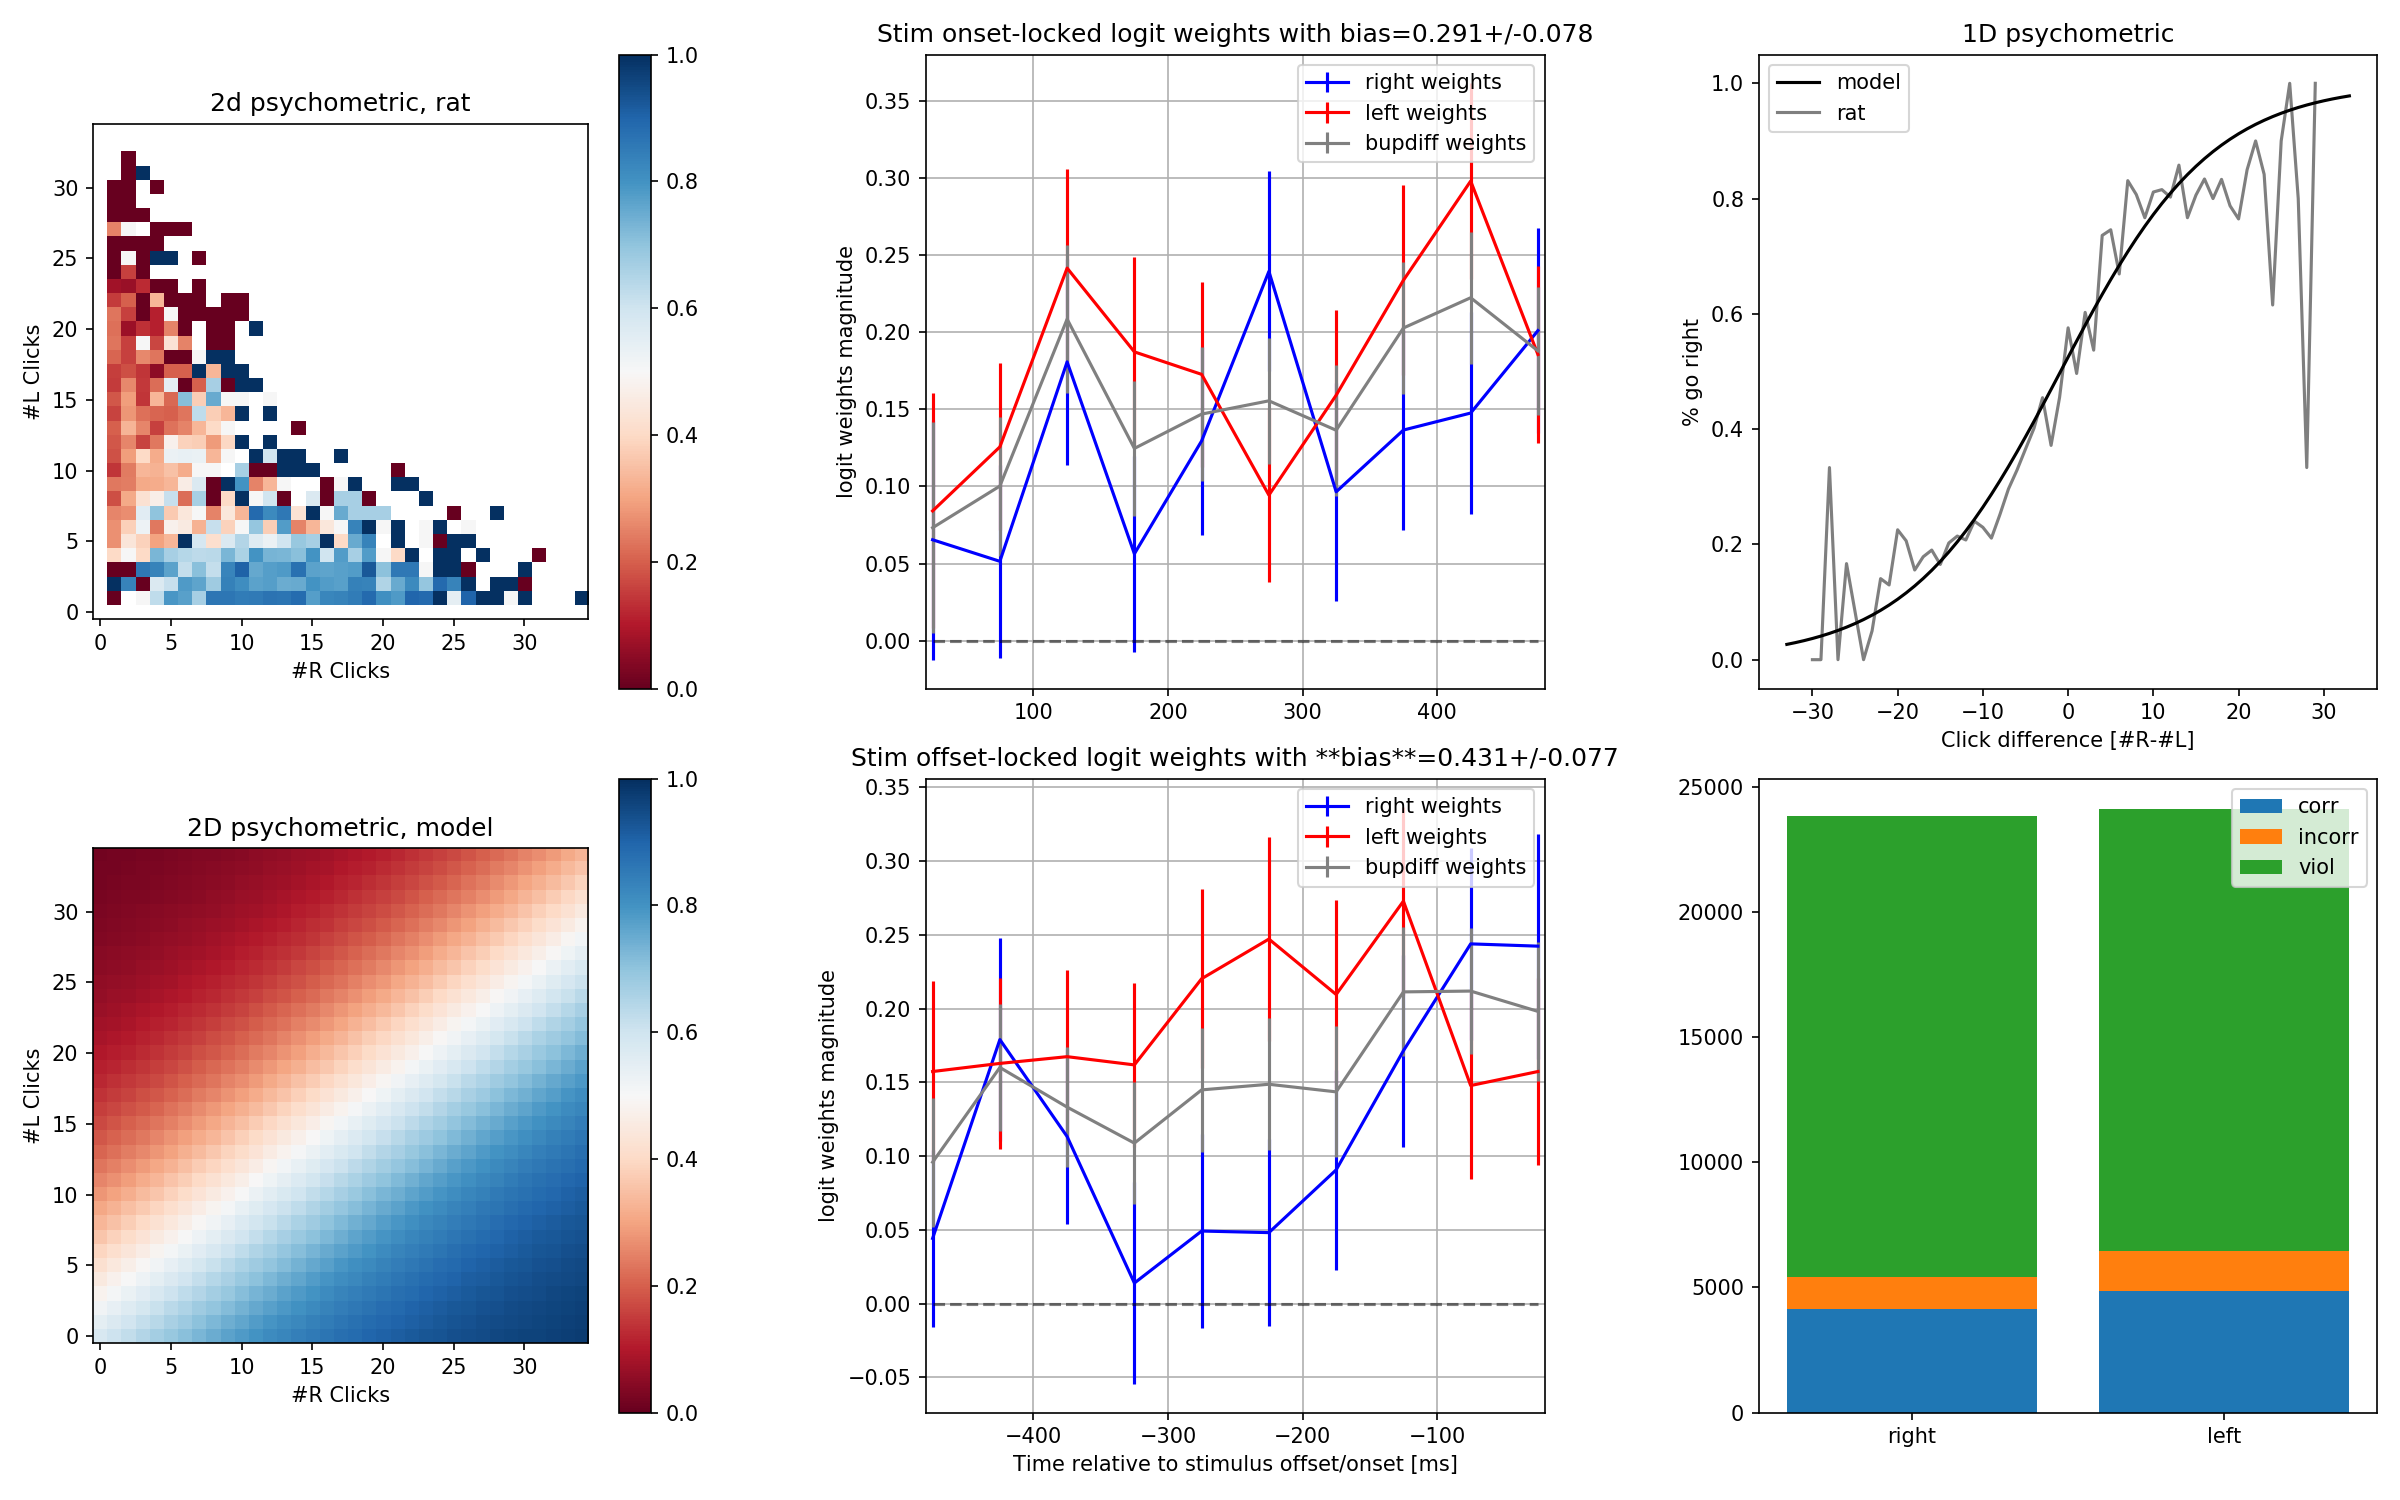 2d psychometric, rat
#L Clicks
30
25
20
15
10
5
0
0 5 10 15 20 25 30
#R Clicks
1.0
0.8
0.6
0.4
0.2
0.0
Stim onset-locked logit weights with bias=0.291+/-0.078
right weights
left weights
bupdiff weights
logit weights magnitude
0.35
0.30
0.25
0.20
0.15
0.10
0.05
0.00
100 200 300 400
1D psychometric
model
rat
% go right
1.0
0.8
0.6
0.4
0.2
0.0
−30 −20 −10 0 10 20 30
Click difference [#R-#L]
2D psychometric, model
#L Clicks
30
25
20
15
10
5
0
0 5 10 15 20 25 30
#R Clicks
1.0
0.8
0.6
0.4
0.2
0.0
Stim offset-locked logit weights with **bias**=0.431+/-0.077
right weights
left weights
bupdiff weights
logit weights magnitude
0.35
0.30
0.25
0.20
0.15
0.10
0.05
0.00
−0.05
−400 −300 −200 −100
Time relative to stimulus offset/onset [ms]
corr
incorr
viol
25000
20000
15000
10000
5000
0
right left